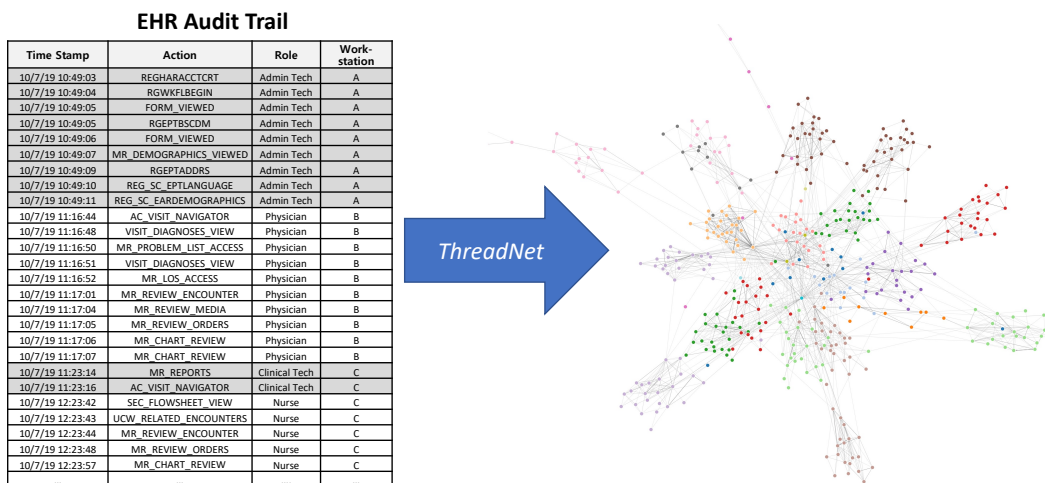 EHR Audit Trail
Time Stamp Action Role Work-station
10/7/19 10:49:03 REGHARACCTCRT Admin Tech A
10/7/19 10:49:04 RGWKFLBEGIN Admin Tech A
10/7/19 10:49:05 FORM_VIEWED Admin Tech A
10/7/19 10:49:05 RGEPTBSCDM Admin Tech A
10/7/19 10:49:06 FORM_VIEWED Admin Tech A
10/7/19 10:49:07 MR_DEMOGRAPHICS_VIEWED Admin Tech A
10/7/19 10:49:09 RGEPTADDRS Admin Tech A
10/7/19 10:49:10 REG_SC_EPTLANGUAGE Admin Tech A
10/7/19 10:49:11 REG_SC_EARDEMOGRAPHICS Admin Tech A
10/7/19 11:16:44 AC_VISIT_NAVIGATOR Physician B
10/7/19 11:16:48 VISIT_DIAGNOSES_VIEW Physician B
10/7/19 11:16:50 MR_PROBLEM_LIST_ACCESS Physician B
10/7/19 11:16:51 VISIT_DIAGNOSES_VIEW Physician B
10/7/19 11:16:52 MR_LOS_ACCESS Physician B
10/7/19 11:17:01 MR_REVIEW_ENCOUNTER Physician B
10/7/19 11:17:04 MR_REVIEW_MEDIA Physician B
10/7/19 11:17:05 MR_REVIEW_ORDERS Physician B
10/7/19 11:17:06 MR_CHART_REVIEW Physician B
10/7/19 11:17:07 MR_CHART_REVIEW Physician B
10/7/19 11:23:14 MR_REPORTS Clinical Tech C
10/7/19 11:23:16 AC_VISIT_NAVIGATOR Clinical Tech C
10/7/19 12:23:42 SEC_FLOWSHEET_VIEW Nurse C
10/7/19 12:23:43 UCW_RELATED_ENCOUNTERS Nurse C
10/7/19 12:23:44 MR_REVIEW_ENCOUNTER Nurse C
10/7/19 12:23:48 MR_REVIEW_ORDERS Nurse C
10/7/19 12:23:57 MR_CHART_REVIEW Nurse C
... ... ... ...
ThreadNet